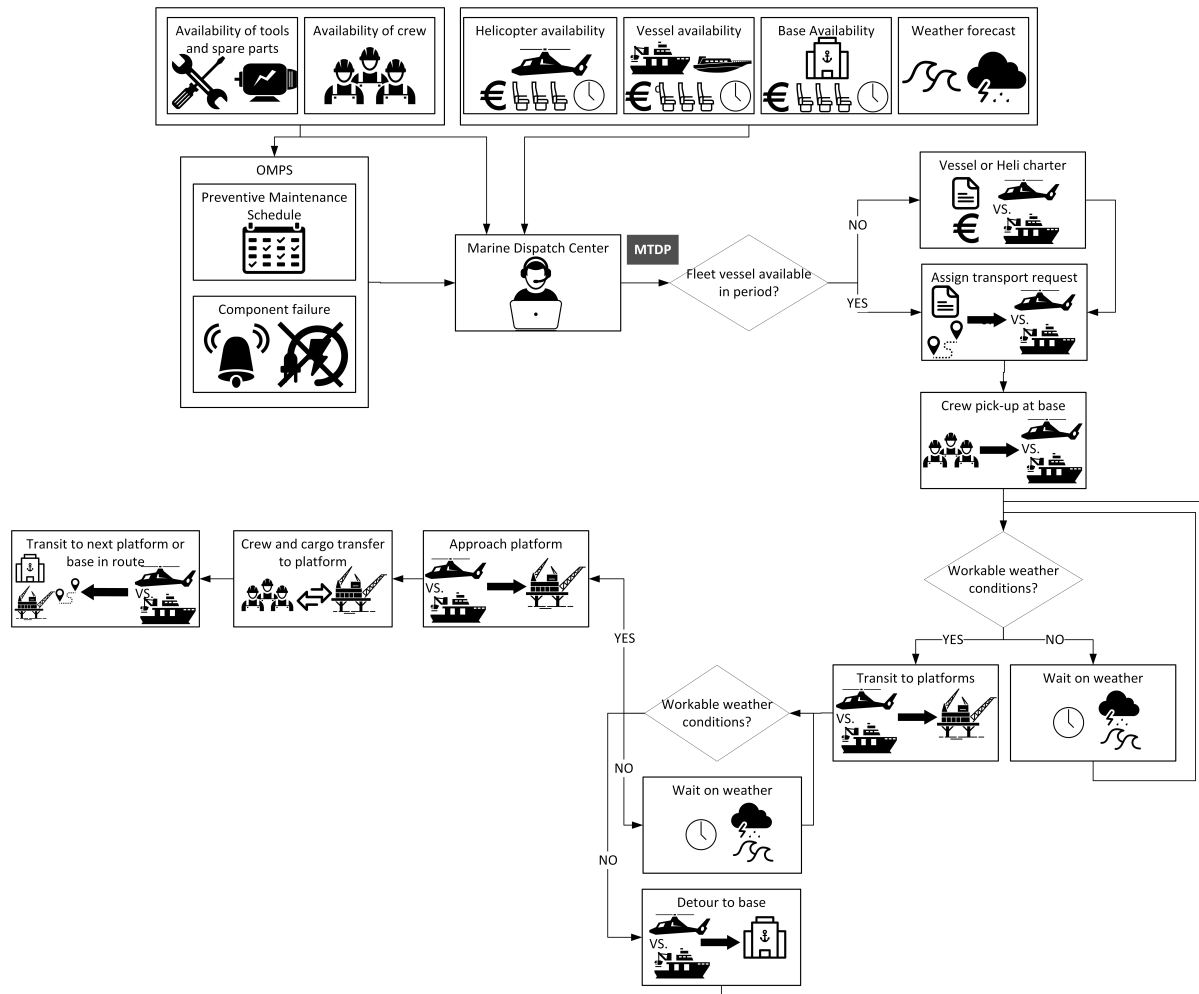 Availability of tools
and spare parts
Availability of crew
Helicopter availability
Vessel availability
Base Availability
Weather forecast
€
€
€
OMPS
Preventive Maintenance
Schedule
Component failure
Marine Dispatch Center
MTDP
Fleet vessel available
in period?
NO
YES
Vessel or Heli charter
VS.
€
Assign transport request
VS.
Crew pick-up at base
VS.
Workable weather
conditions?
YES
NO
Transit to platforms
VS.
Wait on weather
Workable weather
conditions?
YES
NO
NO
Approach platform
VS.
Crew and cargo transfer
to platform
Transit to next platform or
base in route
VS.
Wait on weather
Detour to base
VS.